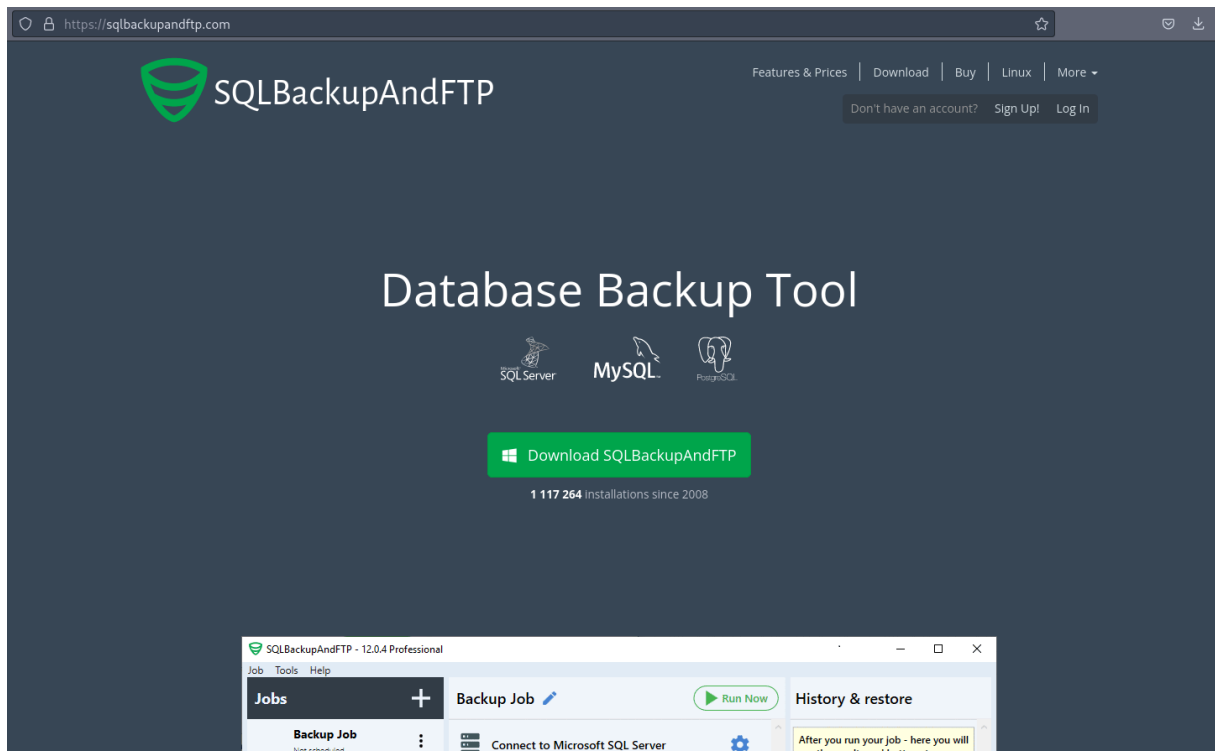 https://sqlbackupandftp.com
SQLBackupAndFTP
Features & Prices
Download
Buy
Linux
More
Don't have an account? Sign Up! Log In
Database Backup Tool
SQL Server
MySQL
PostgreSQL
Download SQLBackupAndFTP
1 117 264 installations since 2008
SQLBackupAndFTP - 12.0.4 Professional
Job Tools Help
Jobs
Backup Job
Run Now
History & restore
Backup Job
Connect to Microsoft SQL Server
After you run your job - here you will